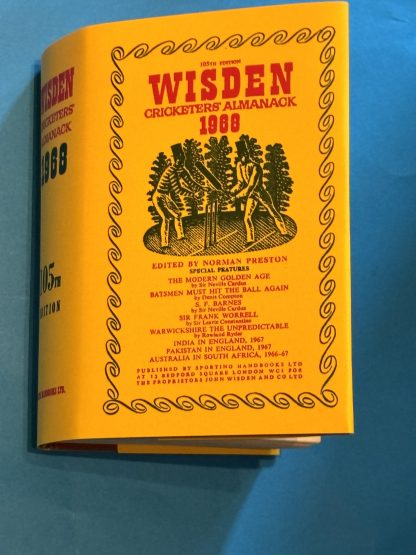 WISDEN
CRICKETERS'
ALMANACK
1968
105TH
EDITION
HANDBOOKS LTD.
105TH EDITION
WISDEN
CRICKETERS' ALMANACK
1968
EDITED BY NORMAN PRESTON
SPECIAL FEATURES
THE MODERN GOLDEN AGE
by Sir Neville Cardus
BATSMEN MUST HIT THE BALL AGAIN
by Denis Compton
S. F. BARNES
by Sir Neville Cardus
SIR FRANK WORRELL
by Sir Learie Constantine
WARWICKSHIRE THE UNPREDICTABLE
by Rowland Ryder
INDIA IN ENGLAND, 1967
PAKISTAN IN ENGLAND, 1967
AUSTRALIA IN SOUTH AFRICA, 1966-67
PUBLISHED BY SPORTING HANDBOOKS LTD
AT 13 BEDFORD SQUARE LONDON WC1 FOR
THE PROPRIETORS JOHN WISDEN AND CO LTD